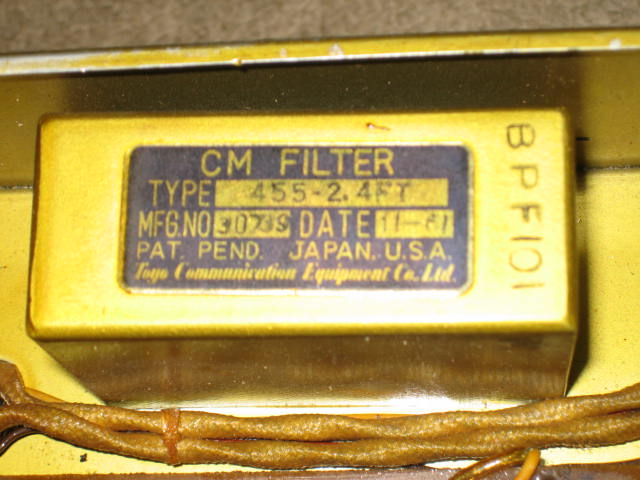 CM FILTER
TYPE 455-2.4FT
MFG.NO DATE 11-61
PAT. PEND. JAPAN. U.S.A.
Toyo Communication Equipment Co. Ltd.
BPF101